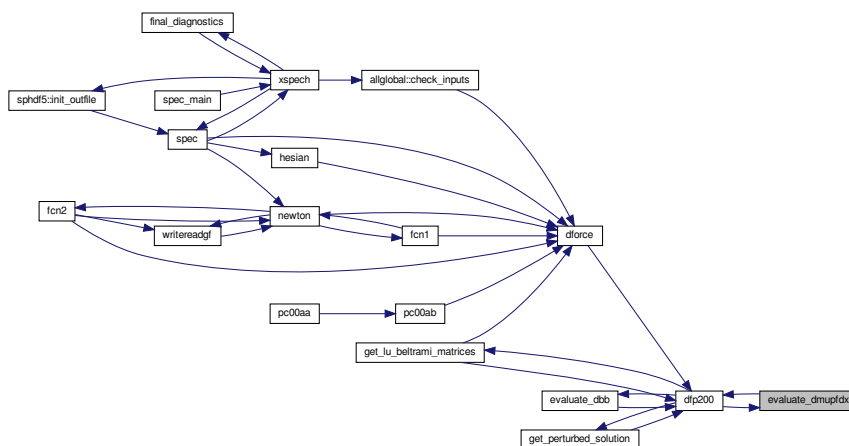 final_diagnostics
xspech
allglobal::check_inputs
sphdf5::init_outfile
spec_main
spec
hesian
fcn2
newton
writereadgf
fcn1
dforce
pc00aa
pc00ab
get_lu_beltrami_matrices
evaluate_dbb
dfp200
evaluate_dmupfdx
get_perturbed_solution